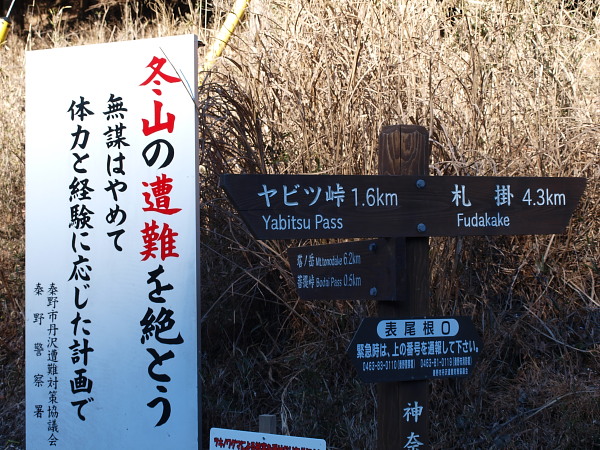 冬山の遭難を絶とう
無謀はやめて
体力と経験に応じた計画で
秦野市丹沢遭難対策協議会
秦野警察署
ヤビツ峠 1.6km
Yabitsu Pass
札掛 4.3km
Fudakake
塔ノ岳 Mt.tonodake 6.2km
菩提峠 Bodai Pass 0.5km
表尾根 0
緊急時は、上の番号を通報して下さい。
神奈